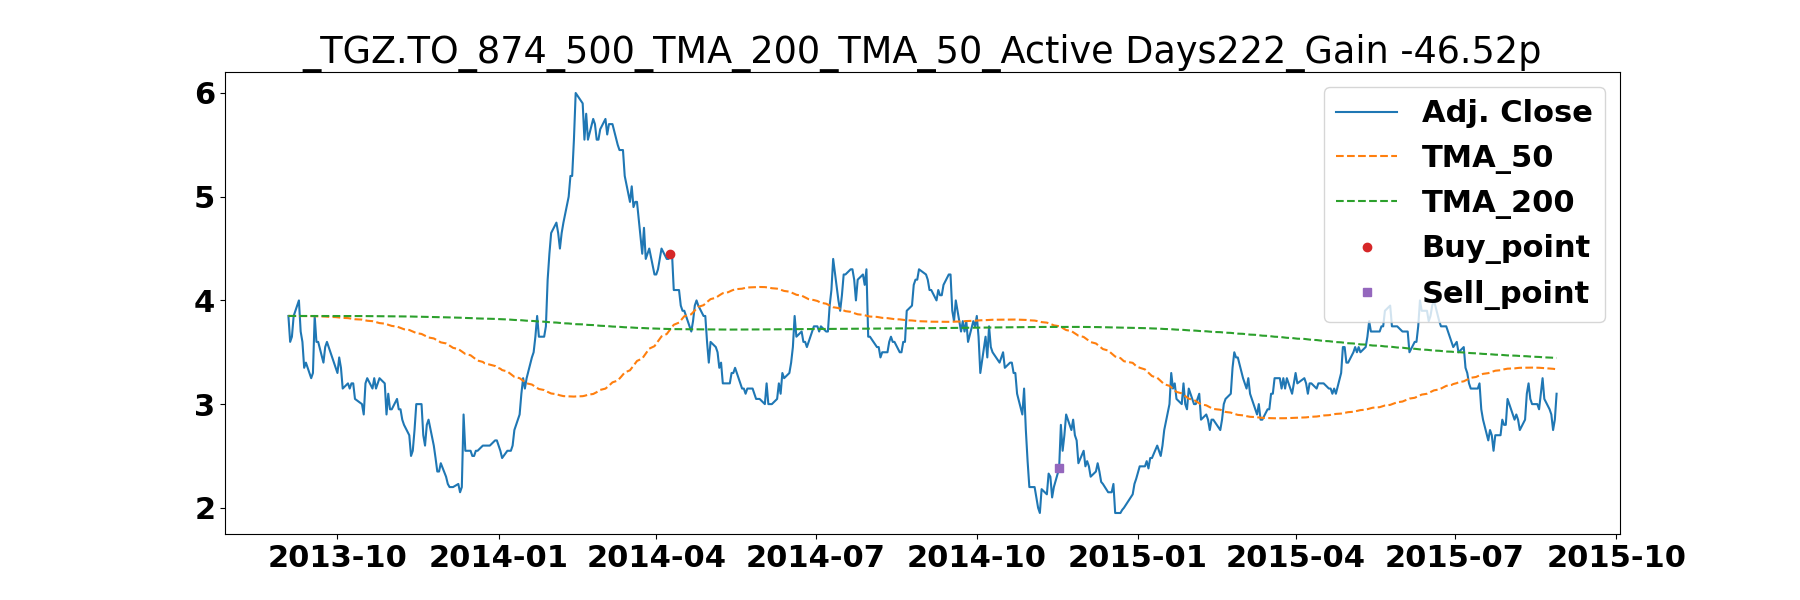 _TGZ.TO_874_500_TMA_200_TMA_50_Active Days222_Gain -46.52p
6
5
4
3
2
Adj. Close
TMA_50
TMA_200
Buy_point
Sell_point
2013-10 2014-01 2014-04 2014-07 2014-10 2015-01 2015-04 2015-07 2015-10